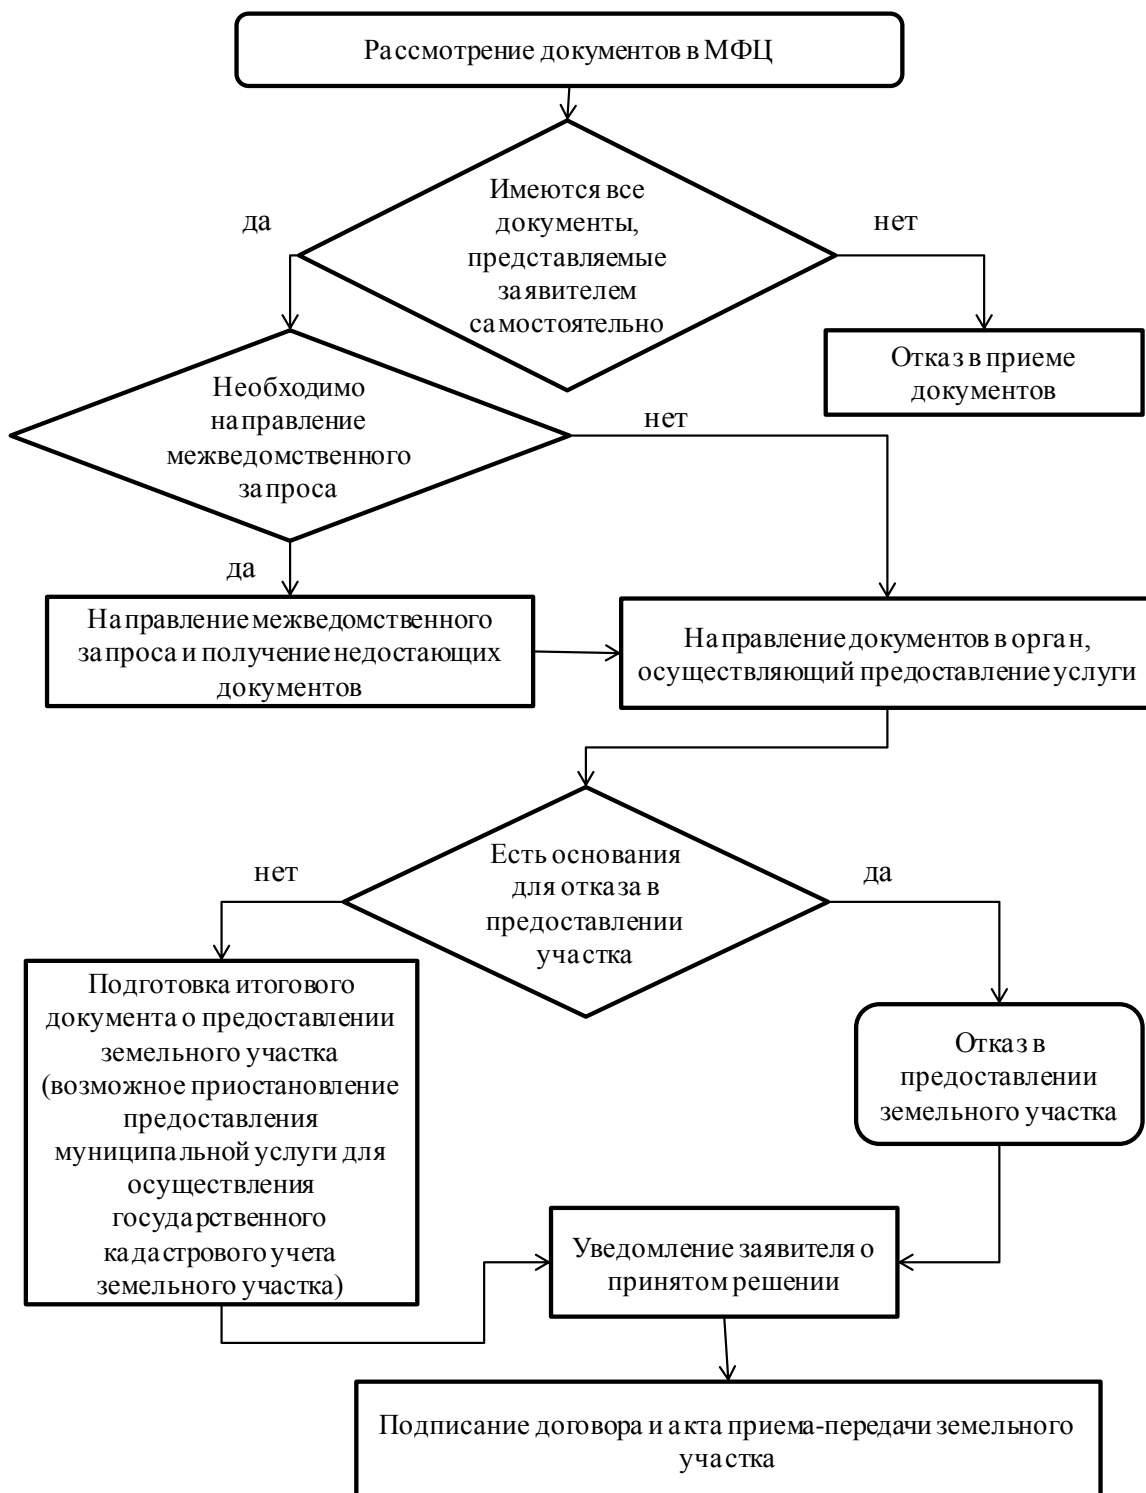 Рассмотрение документов в МФЦ
Имеются все
документы,
представляемые
заявителем
самостоятельно
да
нет
Отказ в приеме
документов
Необходимо
направление
межведомственного
запроса
нет
да
Направление межведомственного
запроса и получение недостающих
документов
Направление документов в орган,
осуществляющий предоставление услуги
Есть основания
для отказа в
предоставлении
участка
нет
да
Подготовка итогового
документа о предоставлении
земельного участка
(возможное приостановление
предоставления
муниципальной услуги для
осуществления
государственного
кадастрового учета
земельного участка)
Отказ в
предоставлении
земельного участка
Уведомление заявителя о
принятом решении
Подписание договора и акта приема-передачи земельного
участка